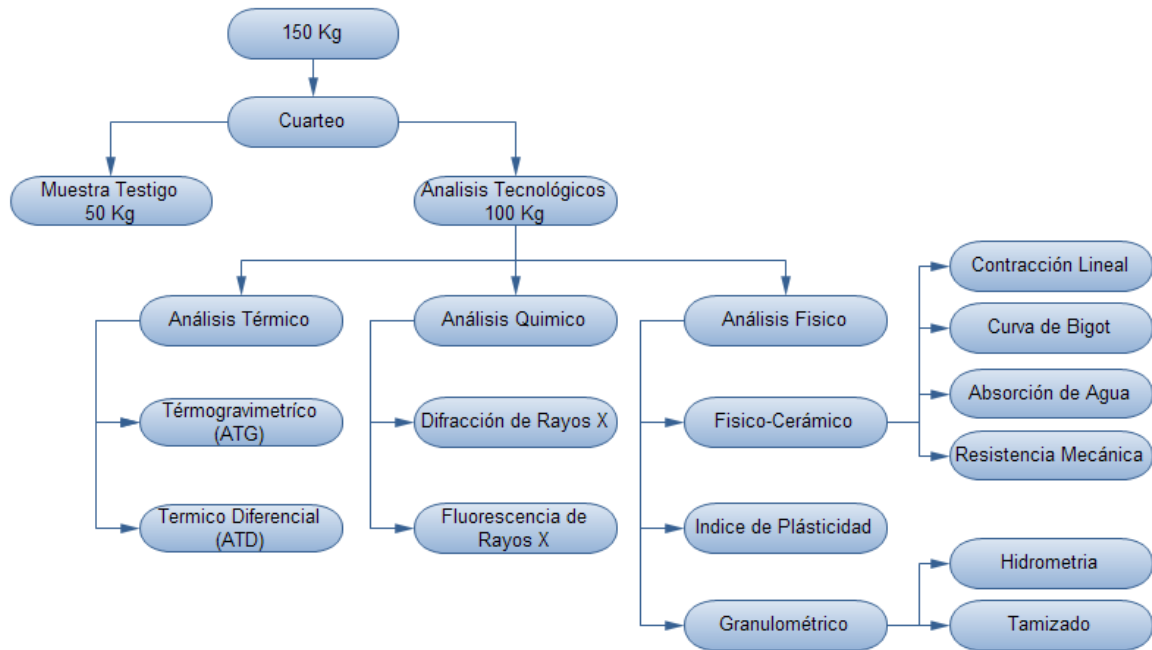 150 Kg
Cuarteo
Muestra Testigo
50 Kg
Analisis Tecnológicos
100 Kg
Análisis Térmico
Térmogravimetríco
(ATG)
Termico Diferencial
(ATD)
Análisis Quimico
Difracción de Rayos X
Fluorescencia de
Rayos X
Análisis Fisico
Fisico-Cerámico
Indice de Plásticidad
Granulométrico
Contracción Lineal
Curva de Bigot
Absorción de Agua
Resistencia Mecánica
Hidrometria
Tamizado